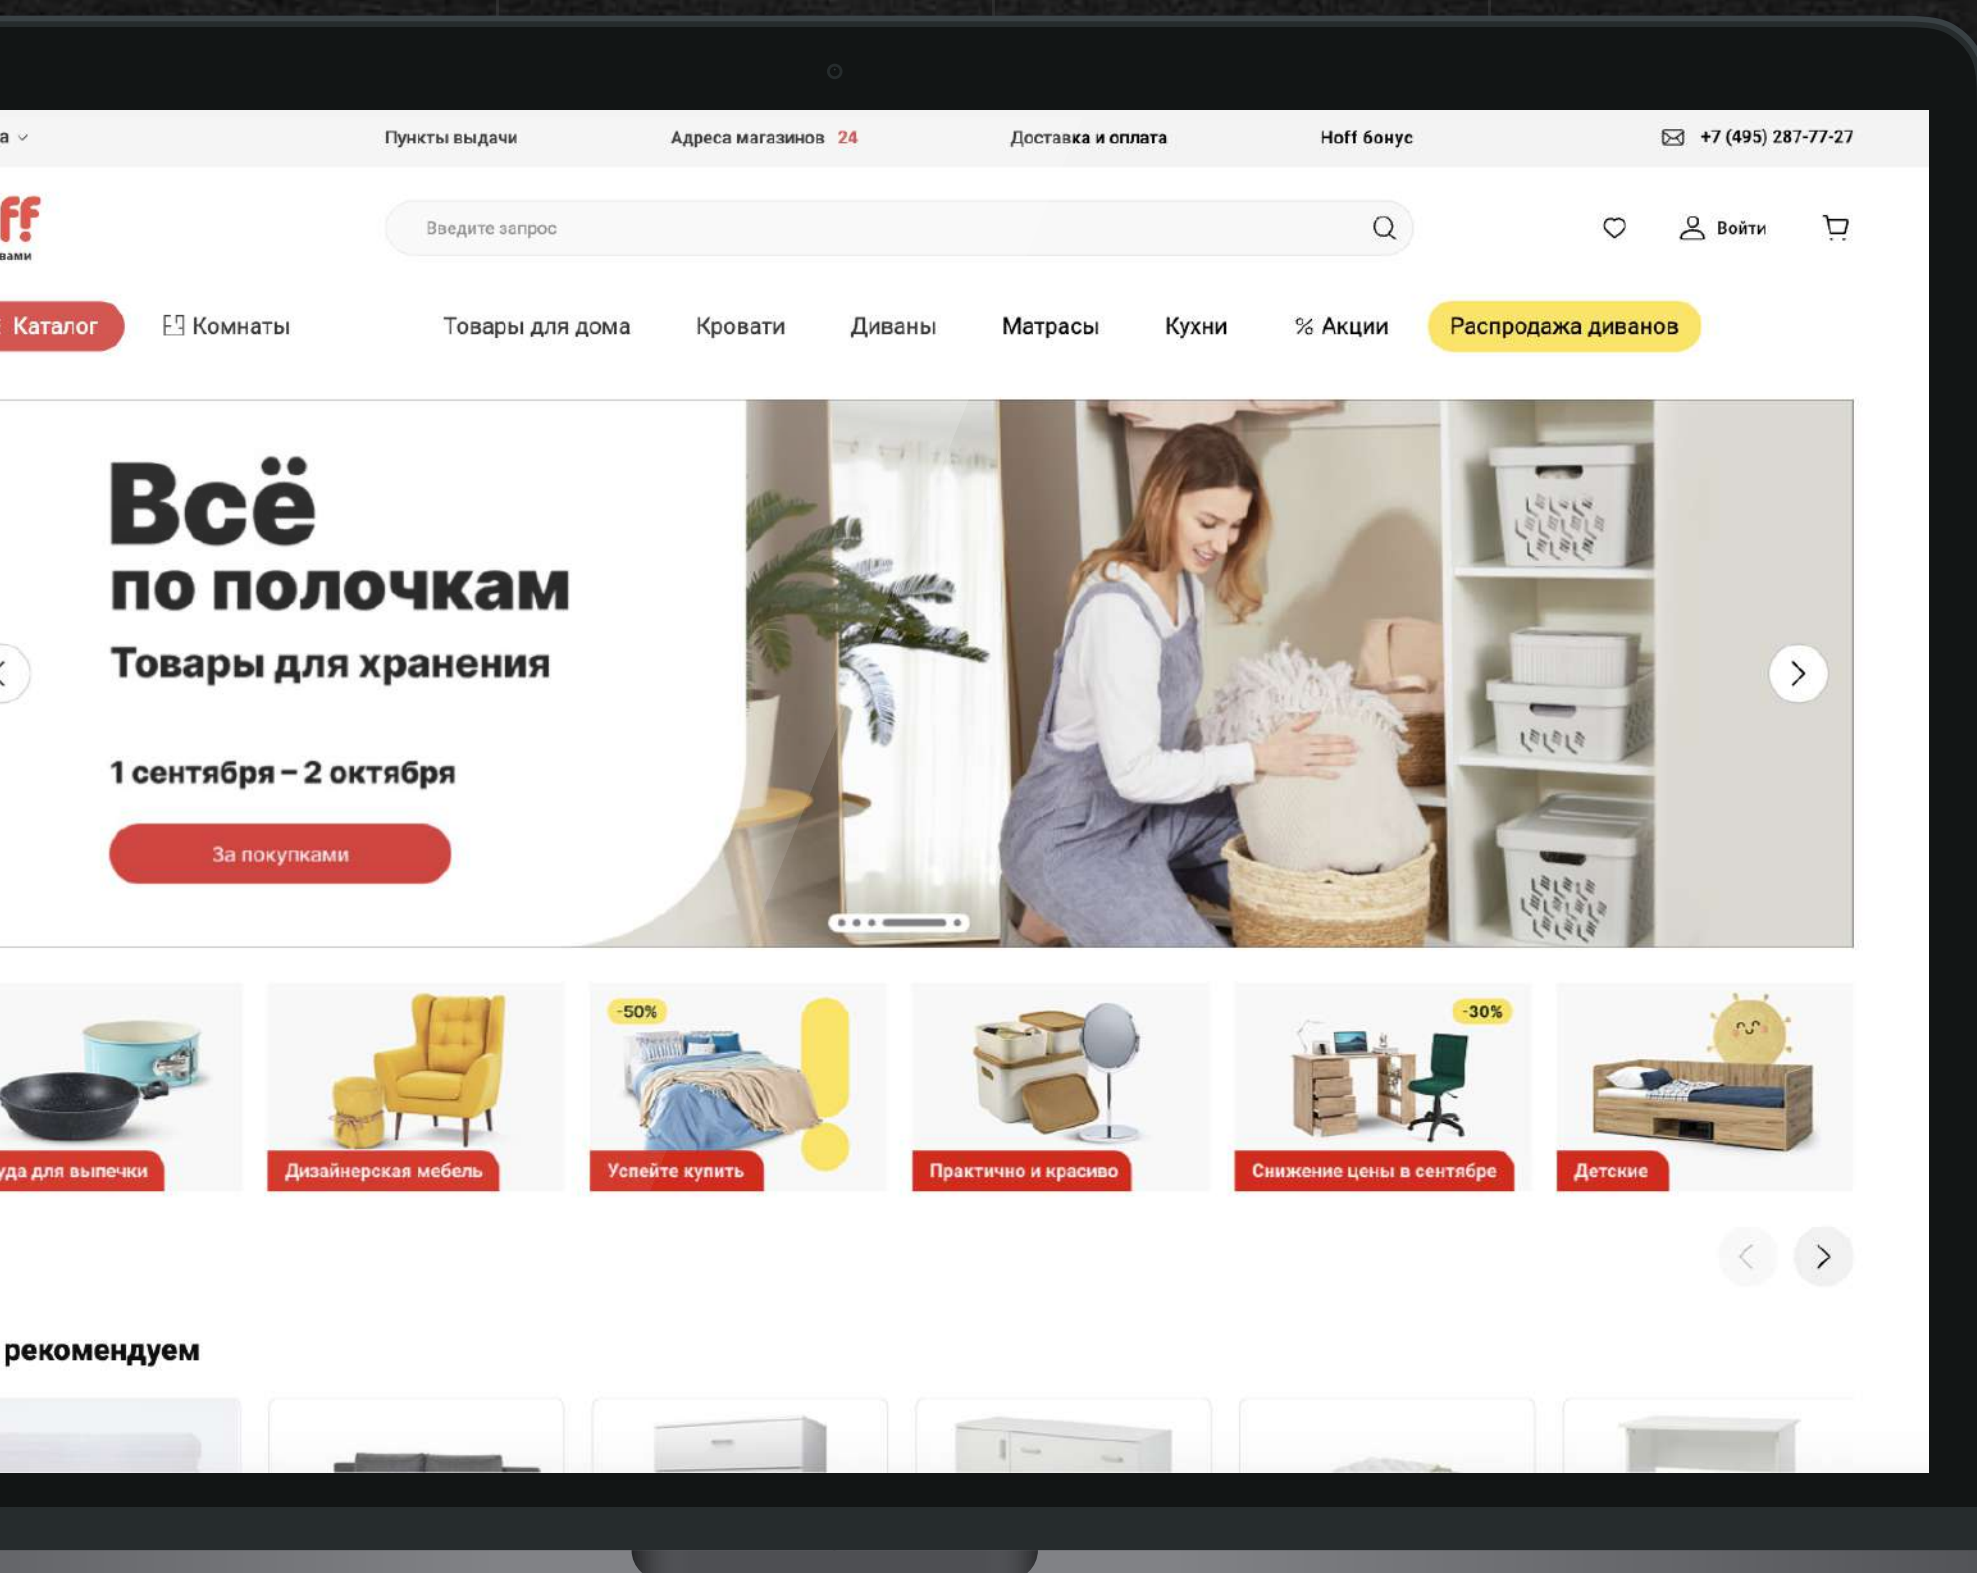 Пункты выдачи
Адреса магазинов 24
Доставка и оплата
Hoff бонус
+7 (495) 287-77-27
Введите запрос
Войти
Каталог
Комнаты
Товары для дома
Кровати
Диваны
Матрасы
Кухни
% Акции
Распродажа диванов
Всё
по полочкам
Товары для хранения
1 сентября – 2 октября
За покупками
-50%
-30%
для выпечки
Дизайнерская мебель
Успейте купить
Практично и красиво
Снижение цены в сентябре
Детские
рекомендуем